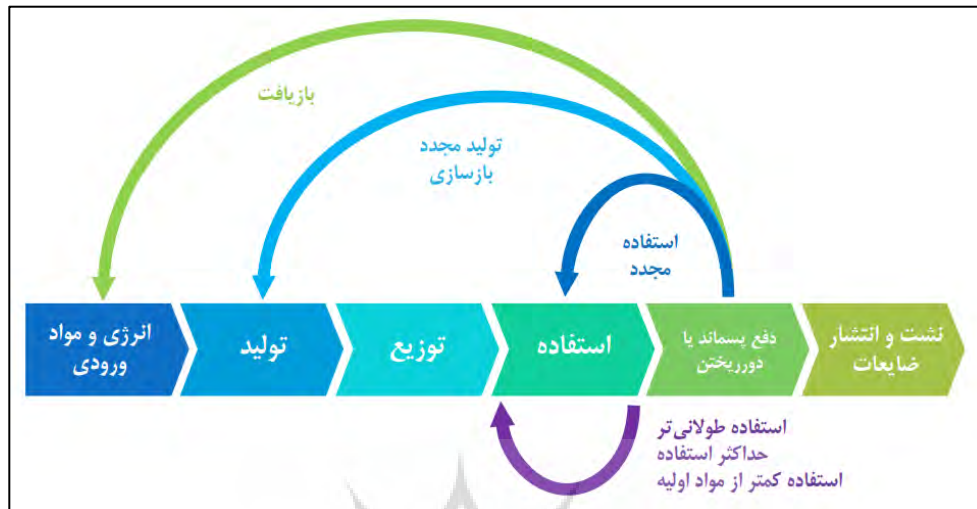 بازیافت
تولید مجدد
بازسازی
استفاده
مجدد
انرژی و مواد
ورودی
تولید
توزیع
استفاده
دفع پسماند یا
دورریختن
نشت و انتشار
ضایعات
استفاده طولانی‌تر
حداکثر استفاده
استفاده کمتر از مواد اولیه